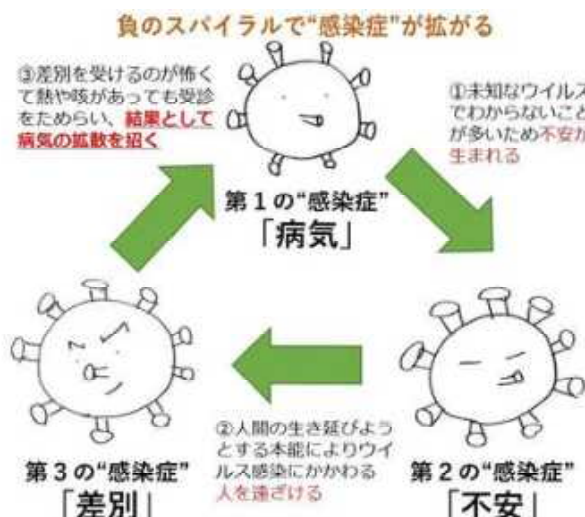 負のスパイラルで“感染症”が拡がる
③差別を受けるのが怖く
て熱や咳があっても受診
をためらい、結果として
病気の拡散を招く
①未知なウイルス
でわからないこと
が多いため不安が
生まれる
第1の“感染症”
「病気」
②人間の生き延びよう
とする本能によりウイ
ルス感染にかかわる
人を遠ざける
第3の“感染症”
「差別」
第2の“感染症”
「不安」